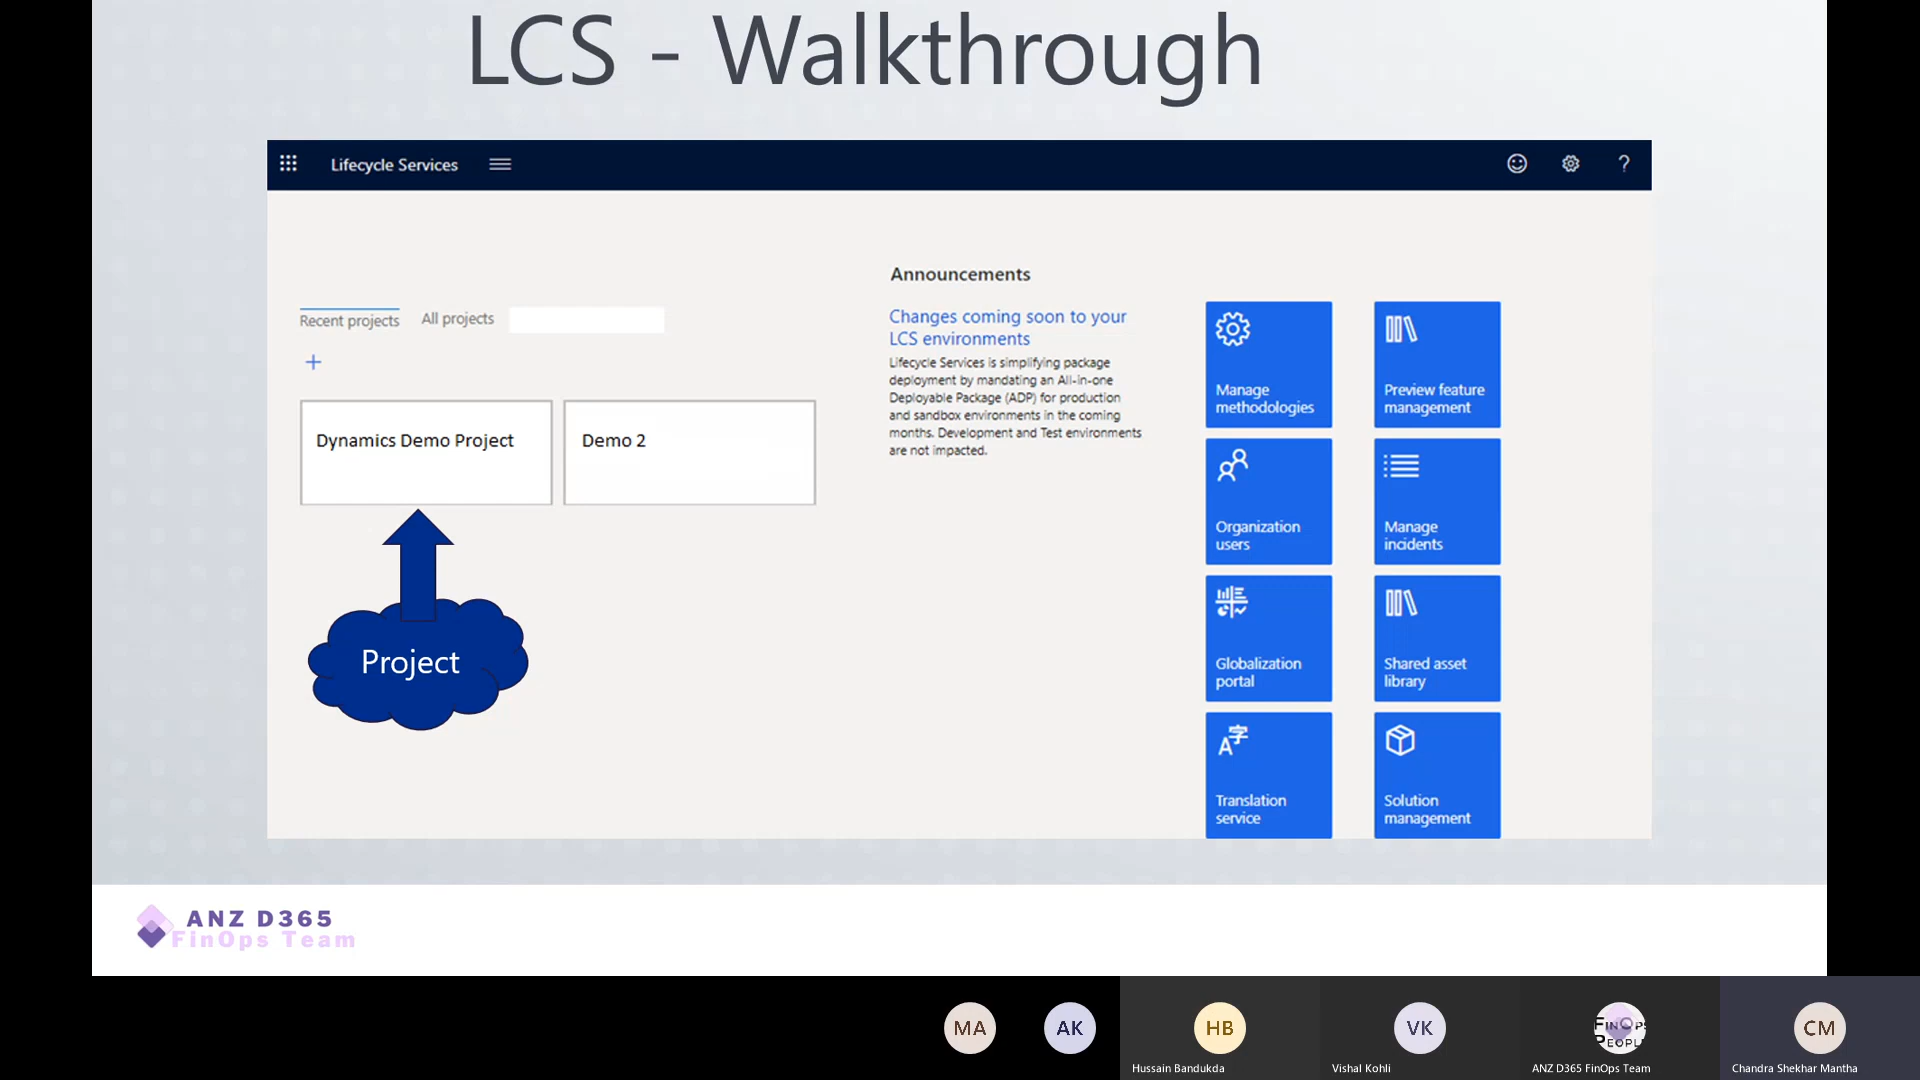 LCS - Walkthrough
Lifecycle Services
?
Recent projects
All projects
+
Dynamics Demo Project
Demo 2
Project
Announcements
Changes coming soon to your
LCS environments
Lifecycle Services is simplifying package
deployment by mandating an All-in-one
Deployable Package (ADP) for production
and sandbox environments in the coming
months. Development and Test environments
are not impacted.
Manage
methodologies
Preview feature
management
Organization
users
Manage
incidents
Globalization
portal
Shared asset
library
A字
Translation
service
Solution
management
ANZ D365
FinOps Team
MA
AK
HB
Hussain Bandukda
VK
Vishal Kohli
FINOPS
PEOPL
ANZ D365 FinOps Team
CM
Chandra Shekhar Mantha